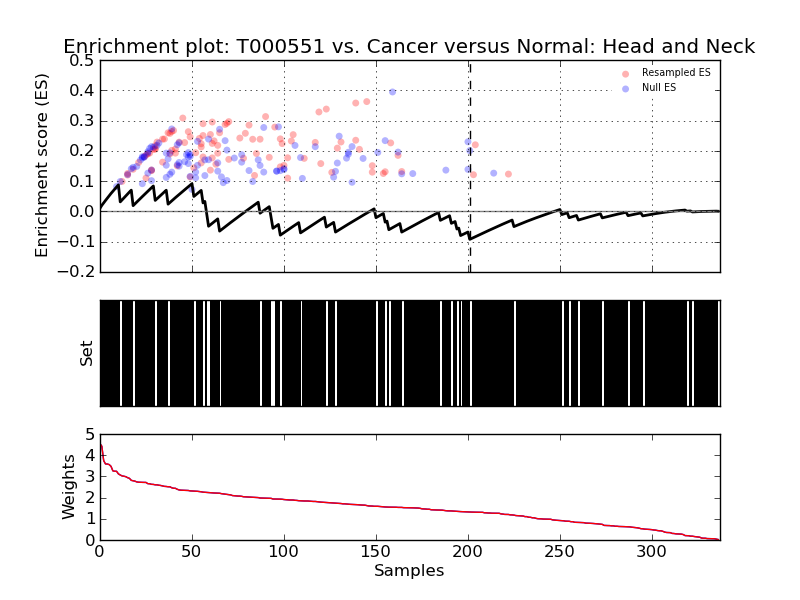 Enrichment plot: T000551 vs. Cancer versus Normal: Head and Neck
Enrichment score (ES)
0.5
0.4
0.3
0.2
0.1
0.0
−0.1
−0.2
Resampled ES
Null ES
Set
Weights
5
4
3
2
1
0
0 50 100 150 200 250 300
Samples